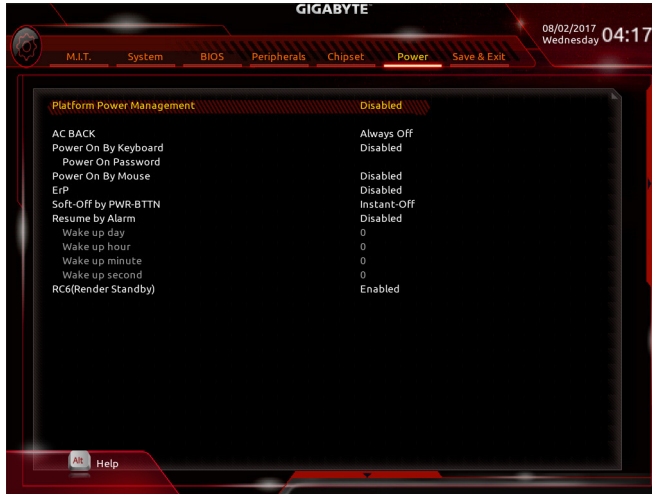 GIGABYTE™
08/02/2017
Wednesday 04:17
M.I.T. System BIOS Peripherals Chipset Power Save & Exit
Platform Power Management Disabled
AC BACK Always Off
Power On By Keyboard Disabled
Power On Password
Power On By Mouse Disabled
ErP Disabled
Soft-Off by PWR-BTTN Instant-Off
Resume by Alarm Disabled
Wake up day 0
Wake up hour 0
Wake up minute 0
Wake up second 0
RC6(Render Standby) Enabled
Alt Help